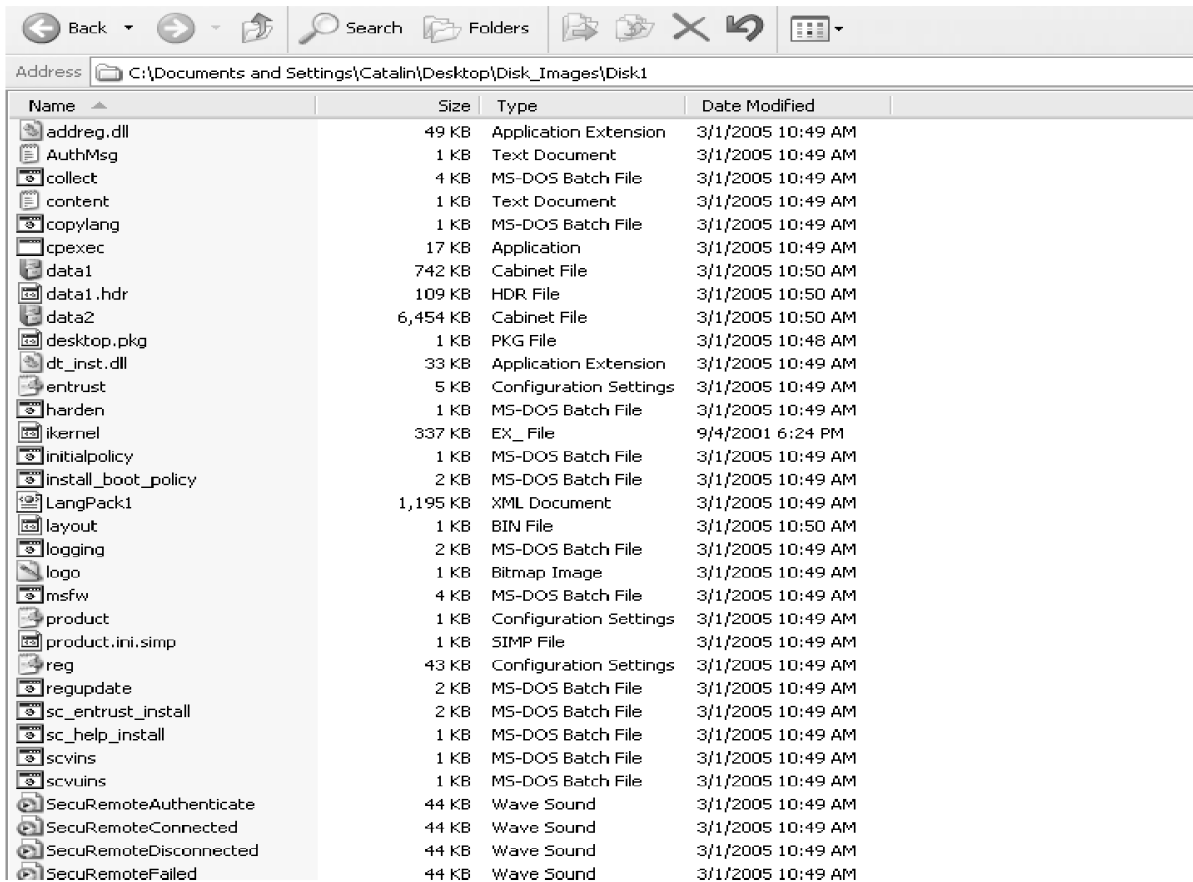 Back Search Folders
Address C:\Documents and Settings\Catalin\Desktop\Disk_Images\Disk1
Name Size Type Date Modified
addreg.dll 49 KB Application Extension 3/1/2005 10:49 AM
AuthMsg 1 KB Text Document 3/1/2005 10:49 AM
collect 4 KB MS-DOS Batch File 3/1/2005 10:49 AM
content 1 KB Text Document 3/1/2005 10:49 AM
copylang 1 KB MS-DOS Batch File 3/1/2005 10:49 AM
cpexec 17 KB Application 3/1/2005 10:49 AM
data1 742 KB Cabinet File 3/1/2005 10:50 AM
data1.hdr 109 KB HDR File 3/1/2005 10:50 AM
data2 6,454 KB Cabinet File 3/1/2005 10:50 AM
desktop.pkg 1 KB PKG File 3/1/2005 10:48 AM
dt_inst.dll 33 KB Application Extension 3/1/2005 10:49 AM
entrust 5 KB Configuration Settings 3/1/2005 10:49 AM
harden 1 KB MS-DOS Batch File 3/1/2005 10:49 AM
ikernel 337 KB EX_ File 9/4/2001 6:24 PM
initialpolicy 1 KB MS-DOS Batch File 3/1/2005 10:49 AM
install_boot_policy 2 KB MS-DOS Batch File 3/1/2005 10:49 AM
LangPack1 1,195 KB XML Document 3/1/2005 10:49 AM
layout 1 KB BIN File 3/1/2005 10:50 AM
logging 2 KB MS-DOS Batch File 3/1/2005 10:49 AM
logo 1 KB Bitmap Image 3/1/2005 10:49 AM
msfw 4 KB MS-DOS Batch File 3/1/2005 10:49 AM
product 1 KB Configuration Settings 3/1/2005 10:49 AM
product.ini.simp 1 KB SIMP File 3/1/2005 10:49 AM
reg 43 KB Configuration Settings 3/1/2005 10:49 AM
regupdate 2 KB MS-DOS Batch File 3/1/2005 10:49 AM
sc_entrust_install 2 KB MS-DOS Batch File 3/1/2005 10:49 AM
sc_help_install 1 KB MS-DOS Batch File 3/1/2005 10:49 AM
scvins 1 KB MS-DOS Batch File 3/1/2005 10:49 AM
scvuins 1 KB MS-DOS Batch File 3/1/2005 10:49 AM
SecuRemoteAuthenticate 44 KB Wave Sound 3/1/2005 10:49 AM
SecuRemoteConnected 44 KB Wave Sound 3/1/2005 10:49 AM
SecuRemoteDisconnected 44 KB Wave Sound 3/1/2005 10:49 AM
SecuRemoteFailed 44 KB Wave Sound 3/1/2005 10:49 AM